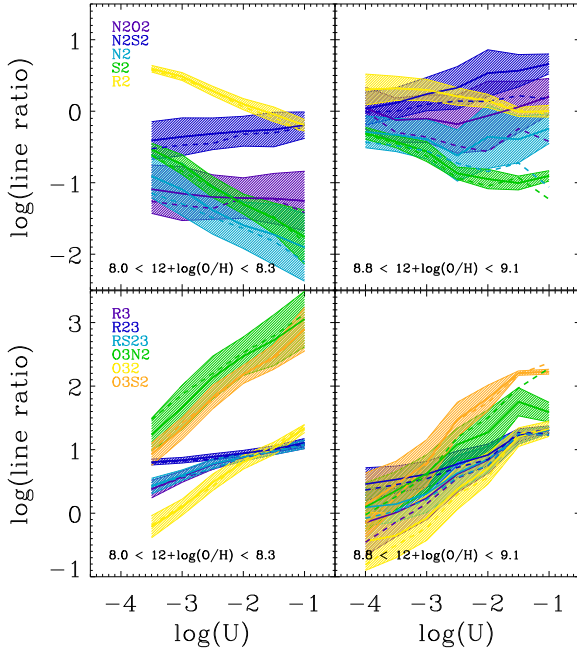 N2O2
N2S2
N2
S2
R2
1
0
−1
−2
log(line ratio)
8.0 < 12+log(O/H) < 8.3
8.8 < 12+log(O/H) < 9.1
R3
R23
RS23
O3N2
O32
O3S2
3
2
1
0
−1
log(line ratio)
8.0 < 12+log(O/H) < 8.3
8.8 < 12+log(O/H) < 9.1
−4 −3 −2 −1 −4 −3 −2 −1
log(U) log(U)